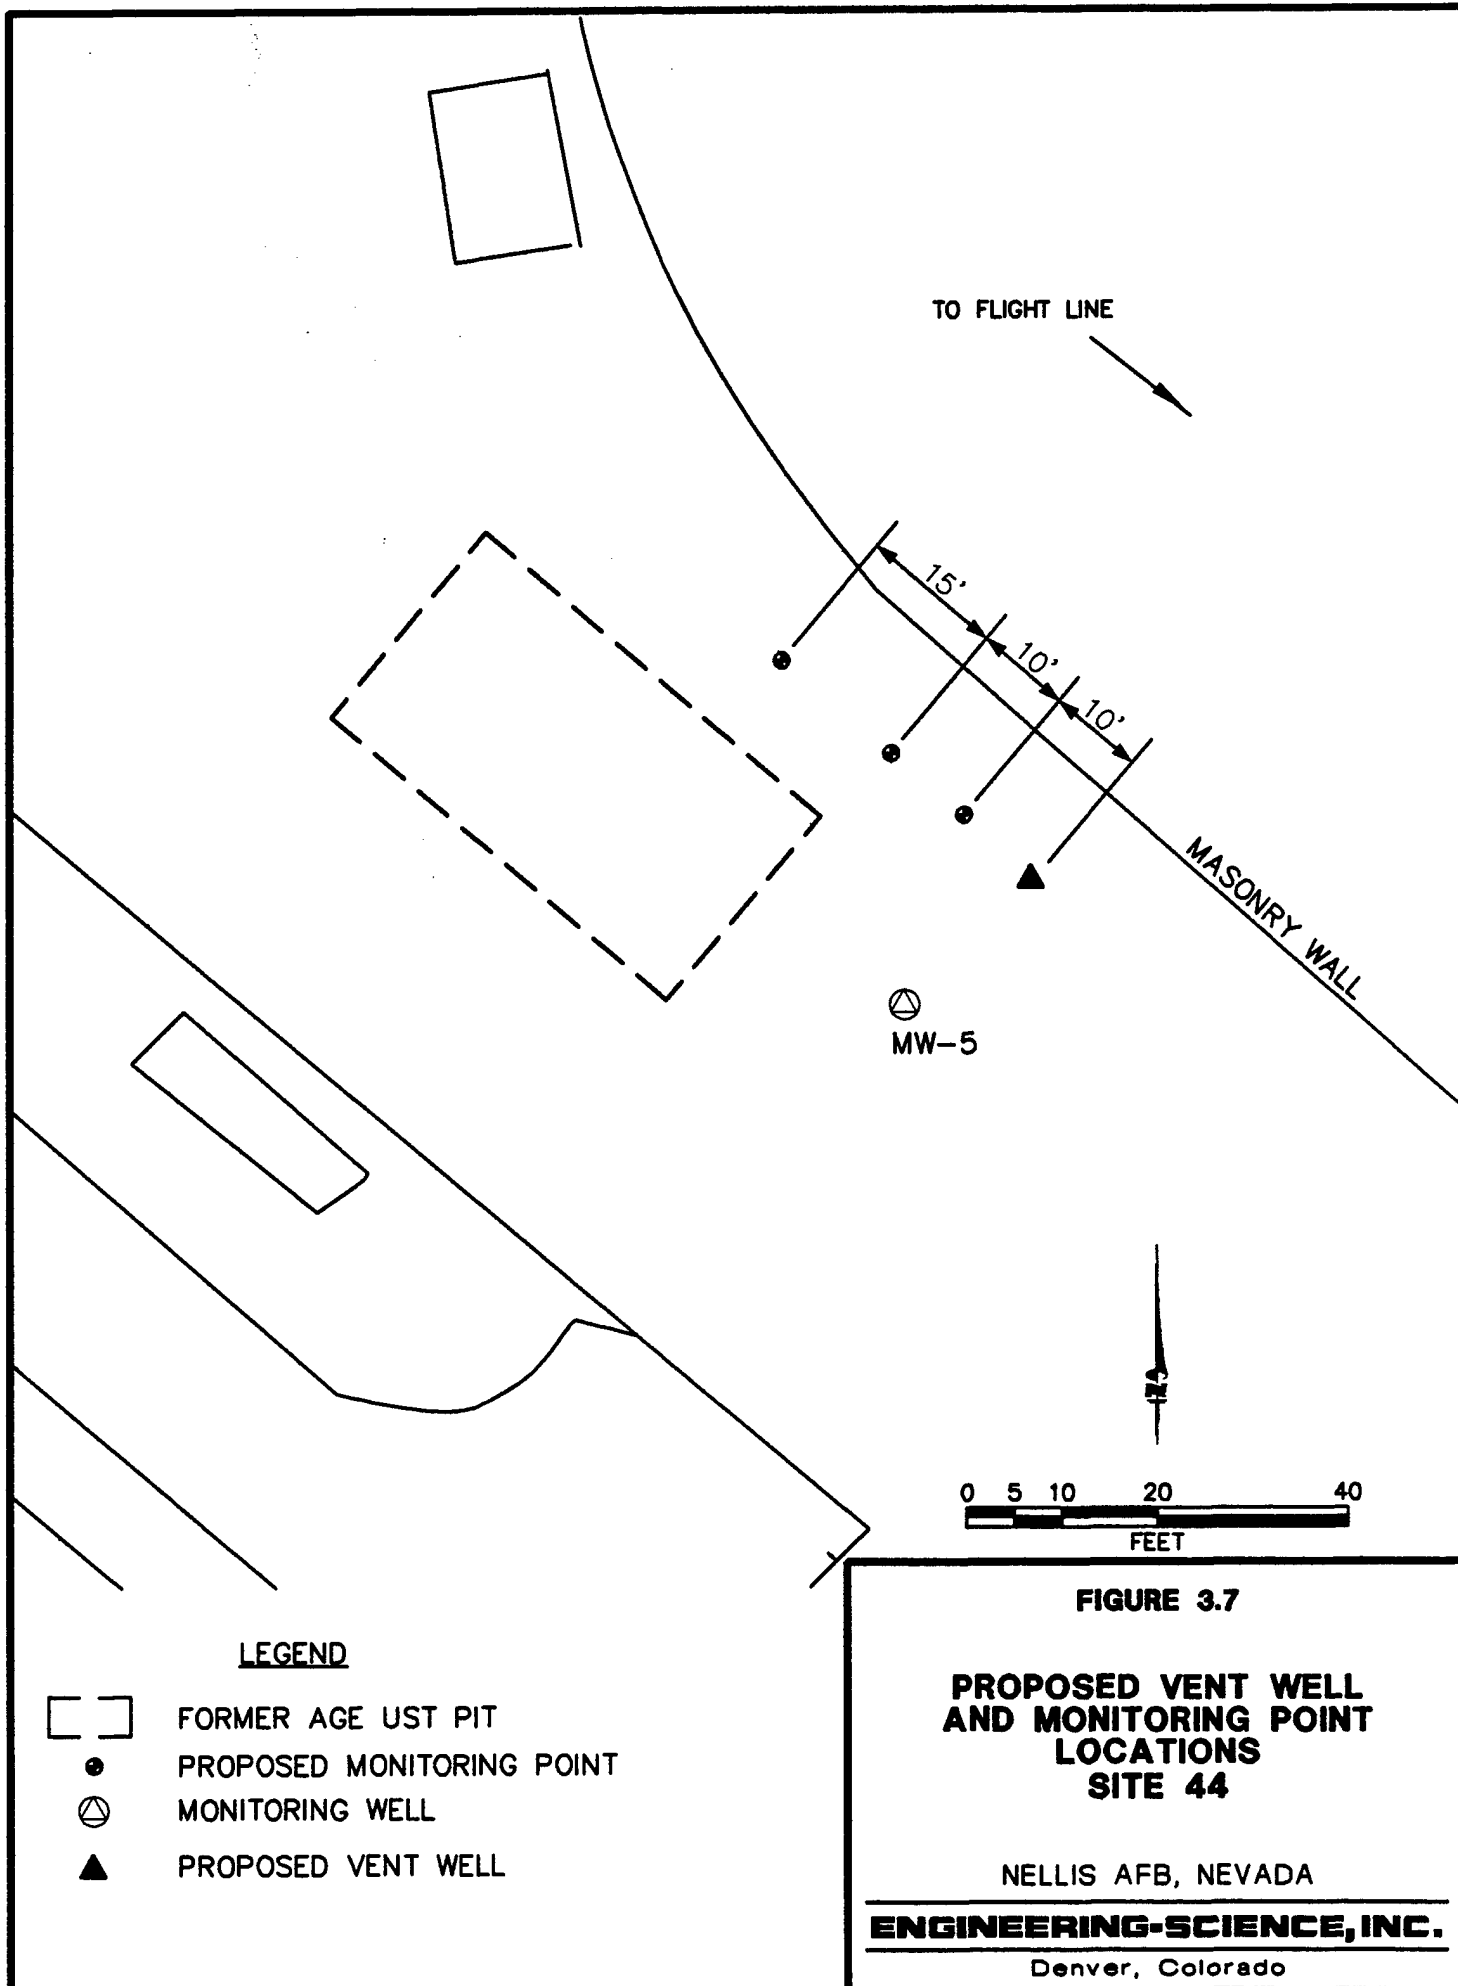 TO FLIGHT LINE
15'
10'
10'
MASONRY WALL
MW-5
0 5 10 20 40
FEET
LEGEND
FORMER AGE UST PIT
PROPOSED MONITORING POINT
MONITORING WELL
PROPOSED VENT WELL
FIGURE 3.7
PROPOSED VENT WELL
AND MONITORING POINT
LOCATIONS
SITE 44
NELLIS AFB, NEVADA
ENGINEERING-SCIENCE, INC.
Denver, Colorado